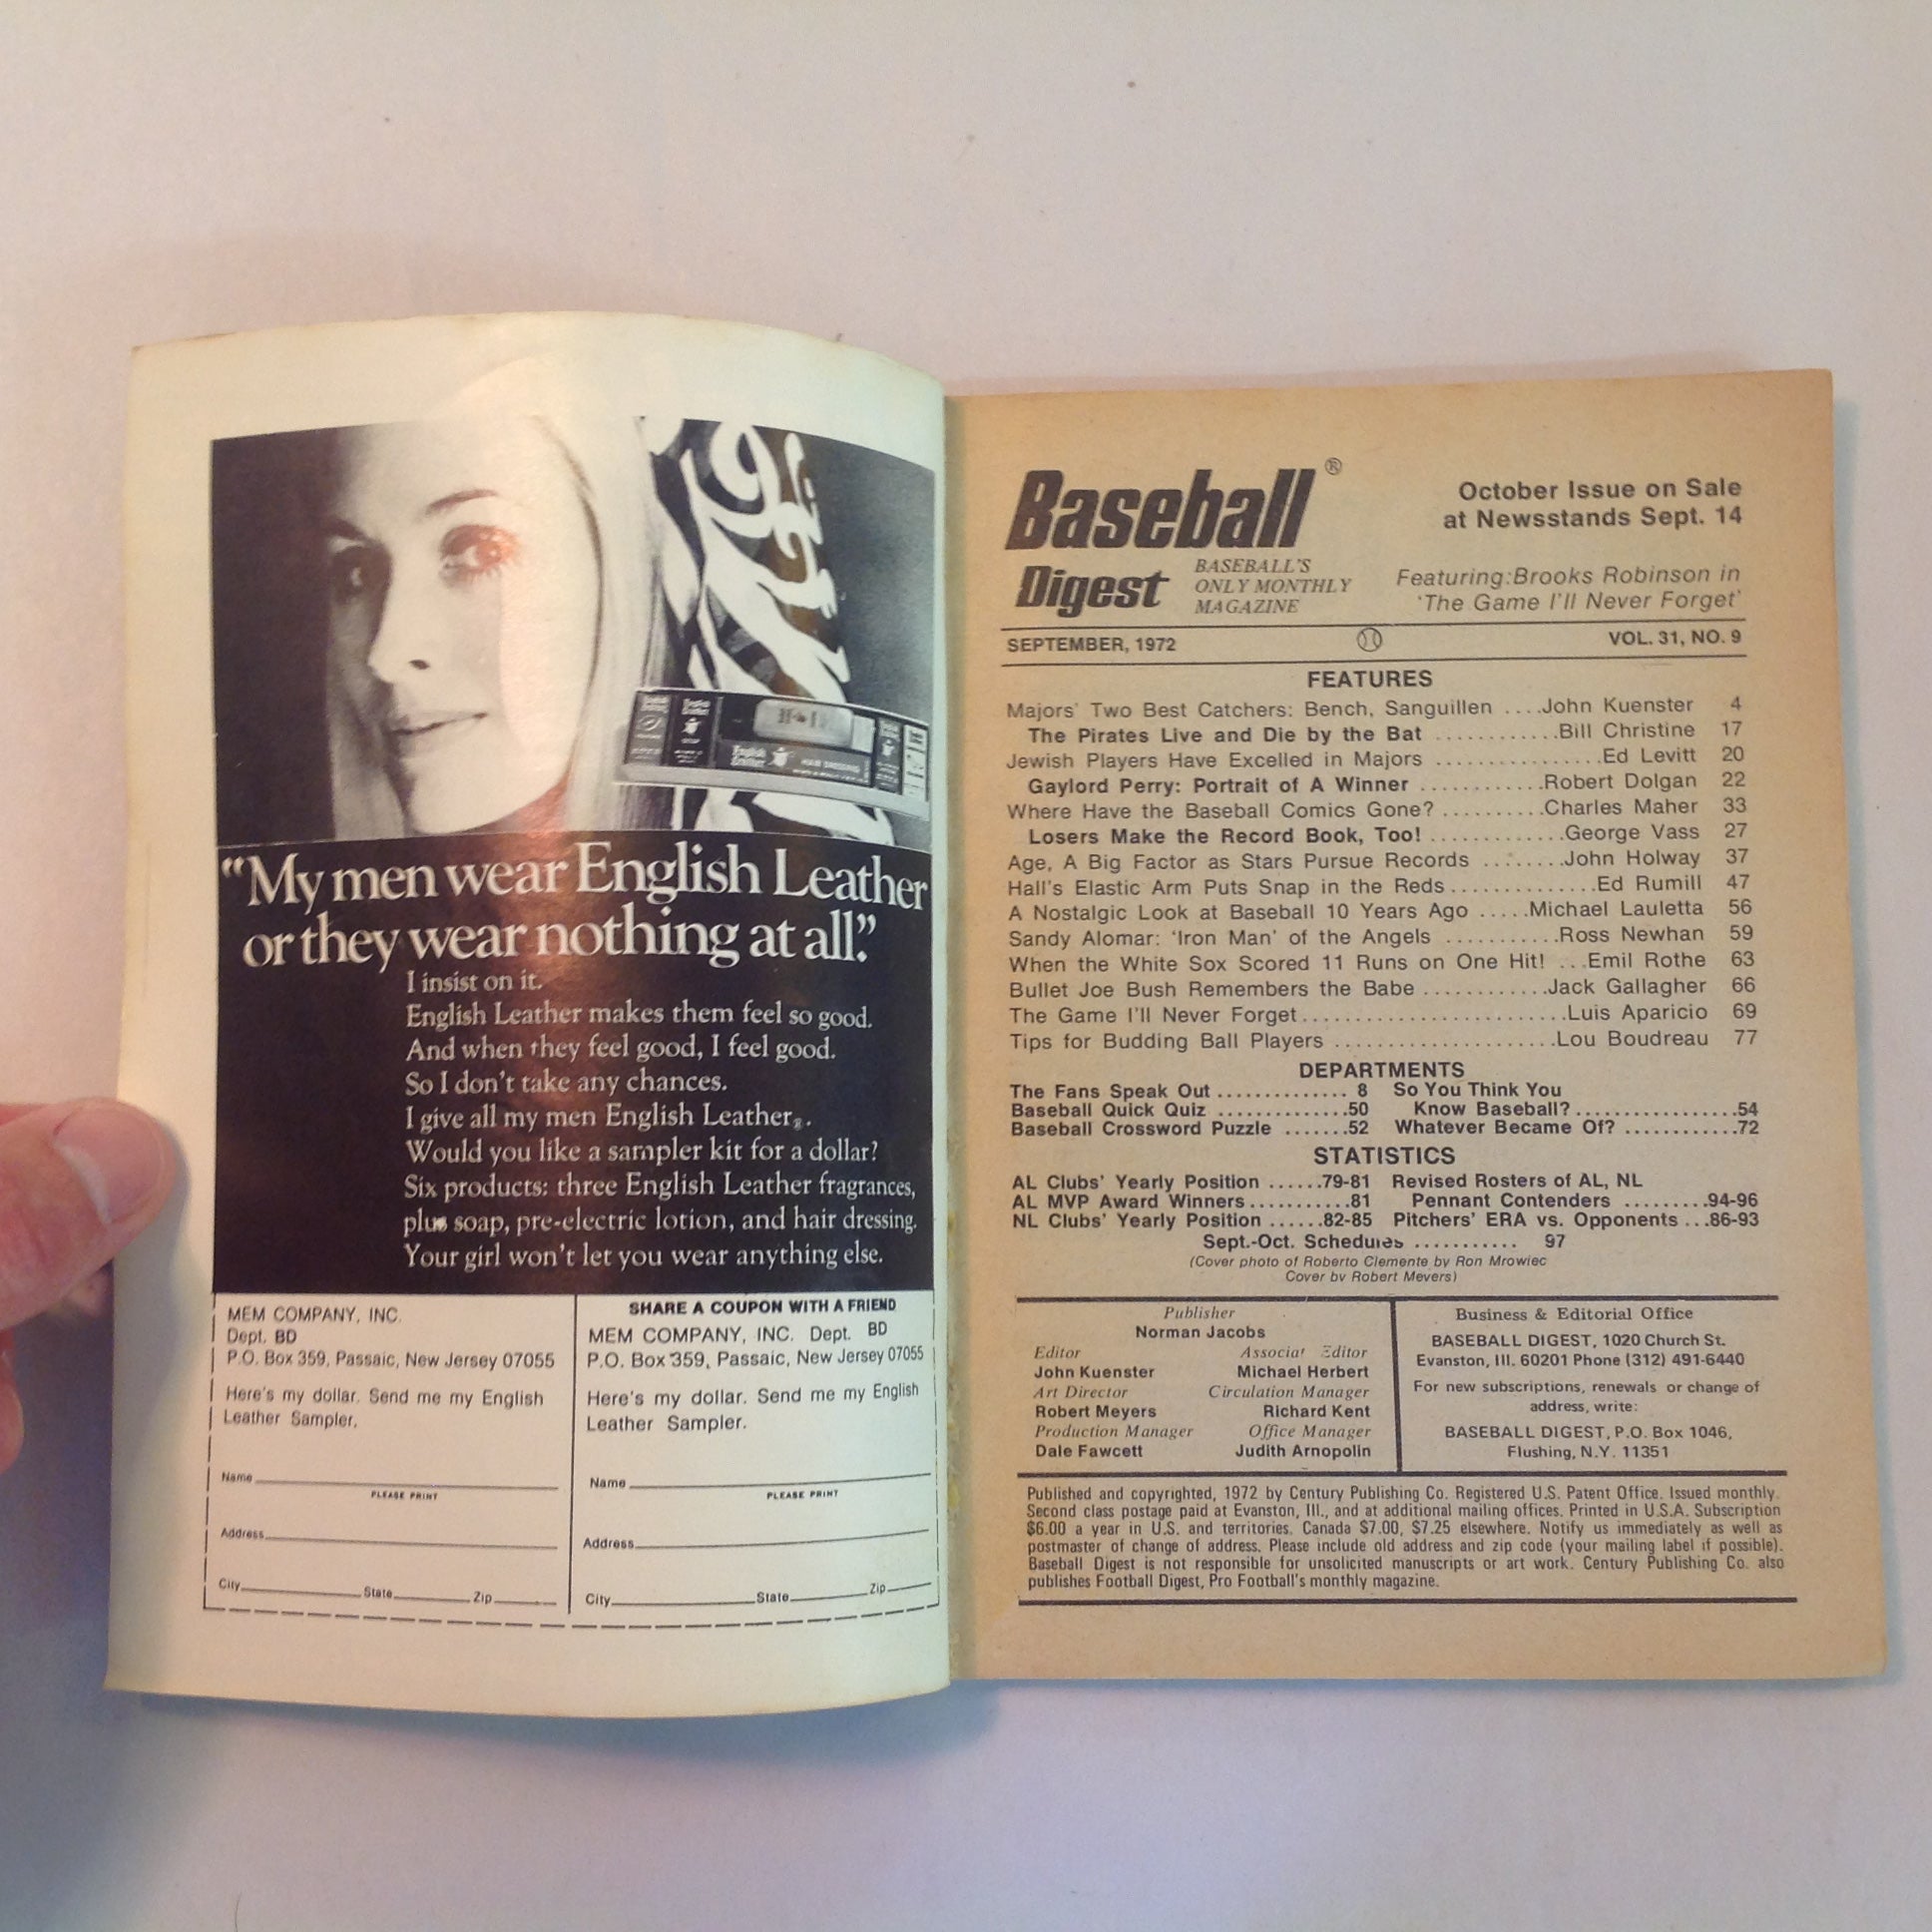 "My men wear English Leather
or they wear nothing at all."
I insist on it.
English Leather makes them feel so good.
And when they feel good, I feel good.
So I don't take any chances.
I give all my men English Leather®.
Would you like a sampler kit for a dollar?
Six products: three English Leather fragrances,
plus soap, pre-electric lotion, and hair dressing.
Your girl won't let you wear anything else.
MEM COMPANY, INC.
Dept. BD
P.O. Box 359, Passaic, New Jersey 07055
Here's my dollar. Send me my English
Leather Sampler.
Name
PLEASE PRINT
Address
City State Zip
SHARE A COUPON WITH A FRIEND
MEM COMPANY, INC. Dept. BD
P.O. Box 359, Passaic, New Jersey 07055
Here's my dollar. Send me my English
Leather Sampler.
Name
PLEASE PRINT
Address
City State Zip
Baseball ®
Digest
BASEBALL'S
ONLY MONTHLY
MAGAZINE
October Issue on Sale
at Newsstands Sept. 14
Featuring: Brooks Robinson in
'The Game I'll Never Forget'
SEPTEMBER, 1972 VOL. 31, NO. 9
FEATURES
Majors' Two Best Catchers: Bench, Sanguillen ....John Kuenster 4
The Pirates Live and Die by the Bat ............Bill Christine 17
Jewish Players Have Excelled in Majors ................Ed Levitt 20
Gaylord Perry: Portrait of A Winner ............Robert Dolgan 22
Where Have the Baseball Comics Gone? ..........Charles Maher 33
Losers Make the Record Book, Too! .............George Vass 27
Age, A Big Factor as Stars Pursue Records ........John Holway 37
Hall's Elastic Arm Puts Snap in the Reds..............Ed Rumill 47
A Nostalgic Look at Baseball 10 Years Ago .....Michael Lauletta 56
Sandy Alomar: 'Iron Man' of the Angels ...........Ross Newhan 59
When the White Sox Scored 11 Runs on One Hit! ...Emil Rothe 63
Bullet Joe Bush Remembers the Babe ............Jack Gallagher 66
The Game I'll Never Forget..........................Luis Aparicio 69
Tips for Budding Ball Players .....................Lou Boudreau 77
DEPARTMENTS
The Fans Speak Out .............. 8
Baseball Quick Quiz .............50
Baseball Crossword Puzzle .......52
So You Think You
Know Baseball?.................54
Whatever Became Of? ............72
STATISTICS
AL Clubs' Yearly Position ......79-81
AL MVP Award Winners...........81
NL Clubs' Yearly Position ......82-85
Revised Rosters of AL, NL
Pennant Contenders .........94-96
Pitchers' ERA vs. Opponents ...86-93
Sept.-Oct. Schedules ........... 97
(Cover photo of Roberto Clemente by Ron Mrowiec
Cover by Robert Meyers)
Publisher
Norman Jacobs
Editor
John Kuenster
Art Director
Robert Meyers
Production Manager
Dale Fawcett
Associate Editor
Michael Herbert
Circulation Manager
Richard Kent
Office Manager
Judith Arnopolin
Business & Editorial Office
BASEBALL DIGEST, 1020 Church St.
Evanston, Ill. 60201 Phone (312) 491-6440
For new subscriptions, renewals or change of
address, write:
BASEBALL DIGEST, P.O. Box 1046,
Flushing, N.Y. 11351
Published and copyrighted, 1972 by Century Publishing Co. Registered U.S. Patent Office. Issued monthly.
Second class postage paid at Evanston, Ill., and at additional mailing offices. Printed in U.S.A. Subscription
$6.00 a year in U.S. and territories. Canada $7.00, $7.25 elsewhere. Notify us immediately as well as
postmaster of change of address. Please include old address and zip code (your mailing label if possible).
Baseball Digest is not responsible for unsolicited manuscripts or art work. Century Publishing Co. also
publishes Football Digest, Pro Football's monthly magazine.